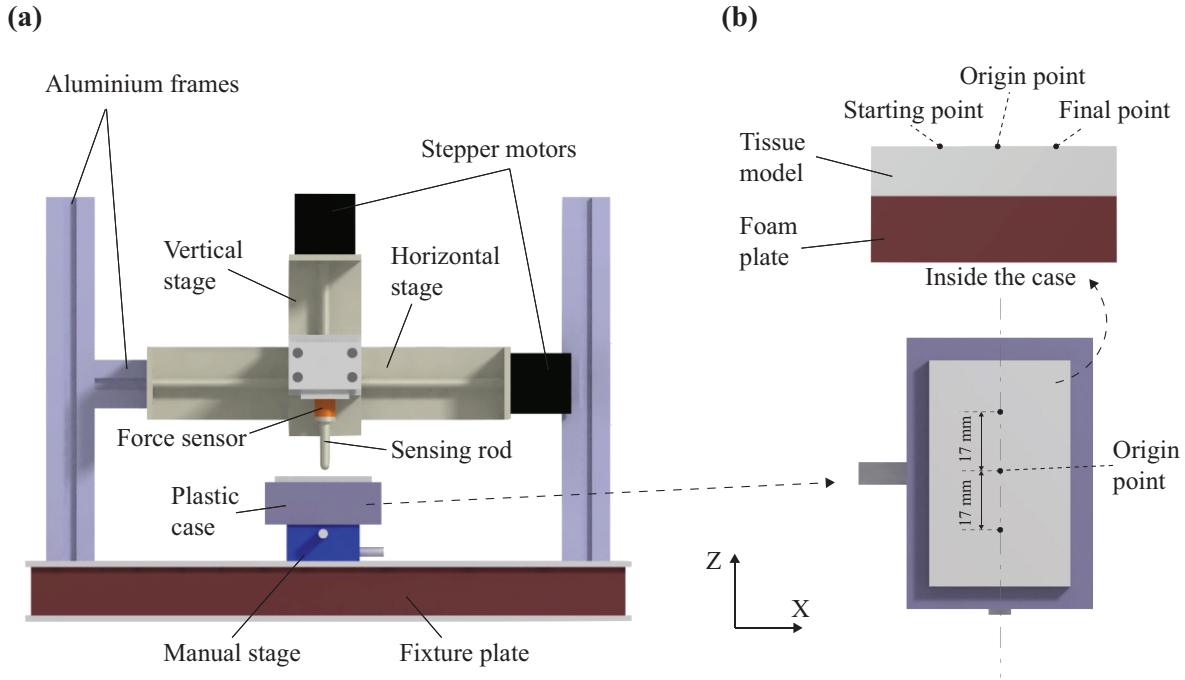 (a)
Aluminium frames
Stepper motors
Vertical
stage
Horizontal
stage
Force sensor
Sensing rod
Plastic
case
Manual stage
Fixture plate
(b)
Origin point
Starting point
Final point
Tissue
model
Foam
plate
Inside the case
17 mm
17 mm
Origin
point
Z
X